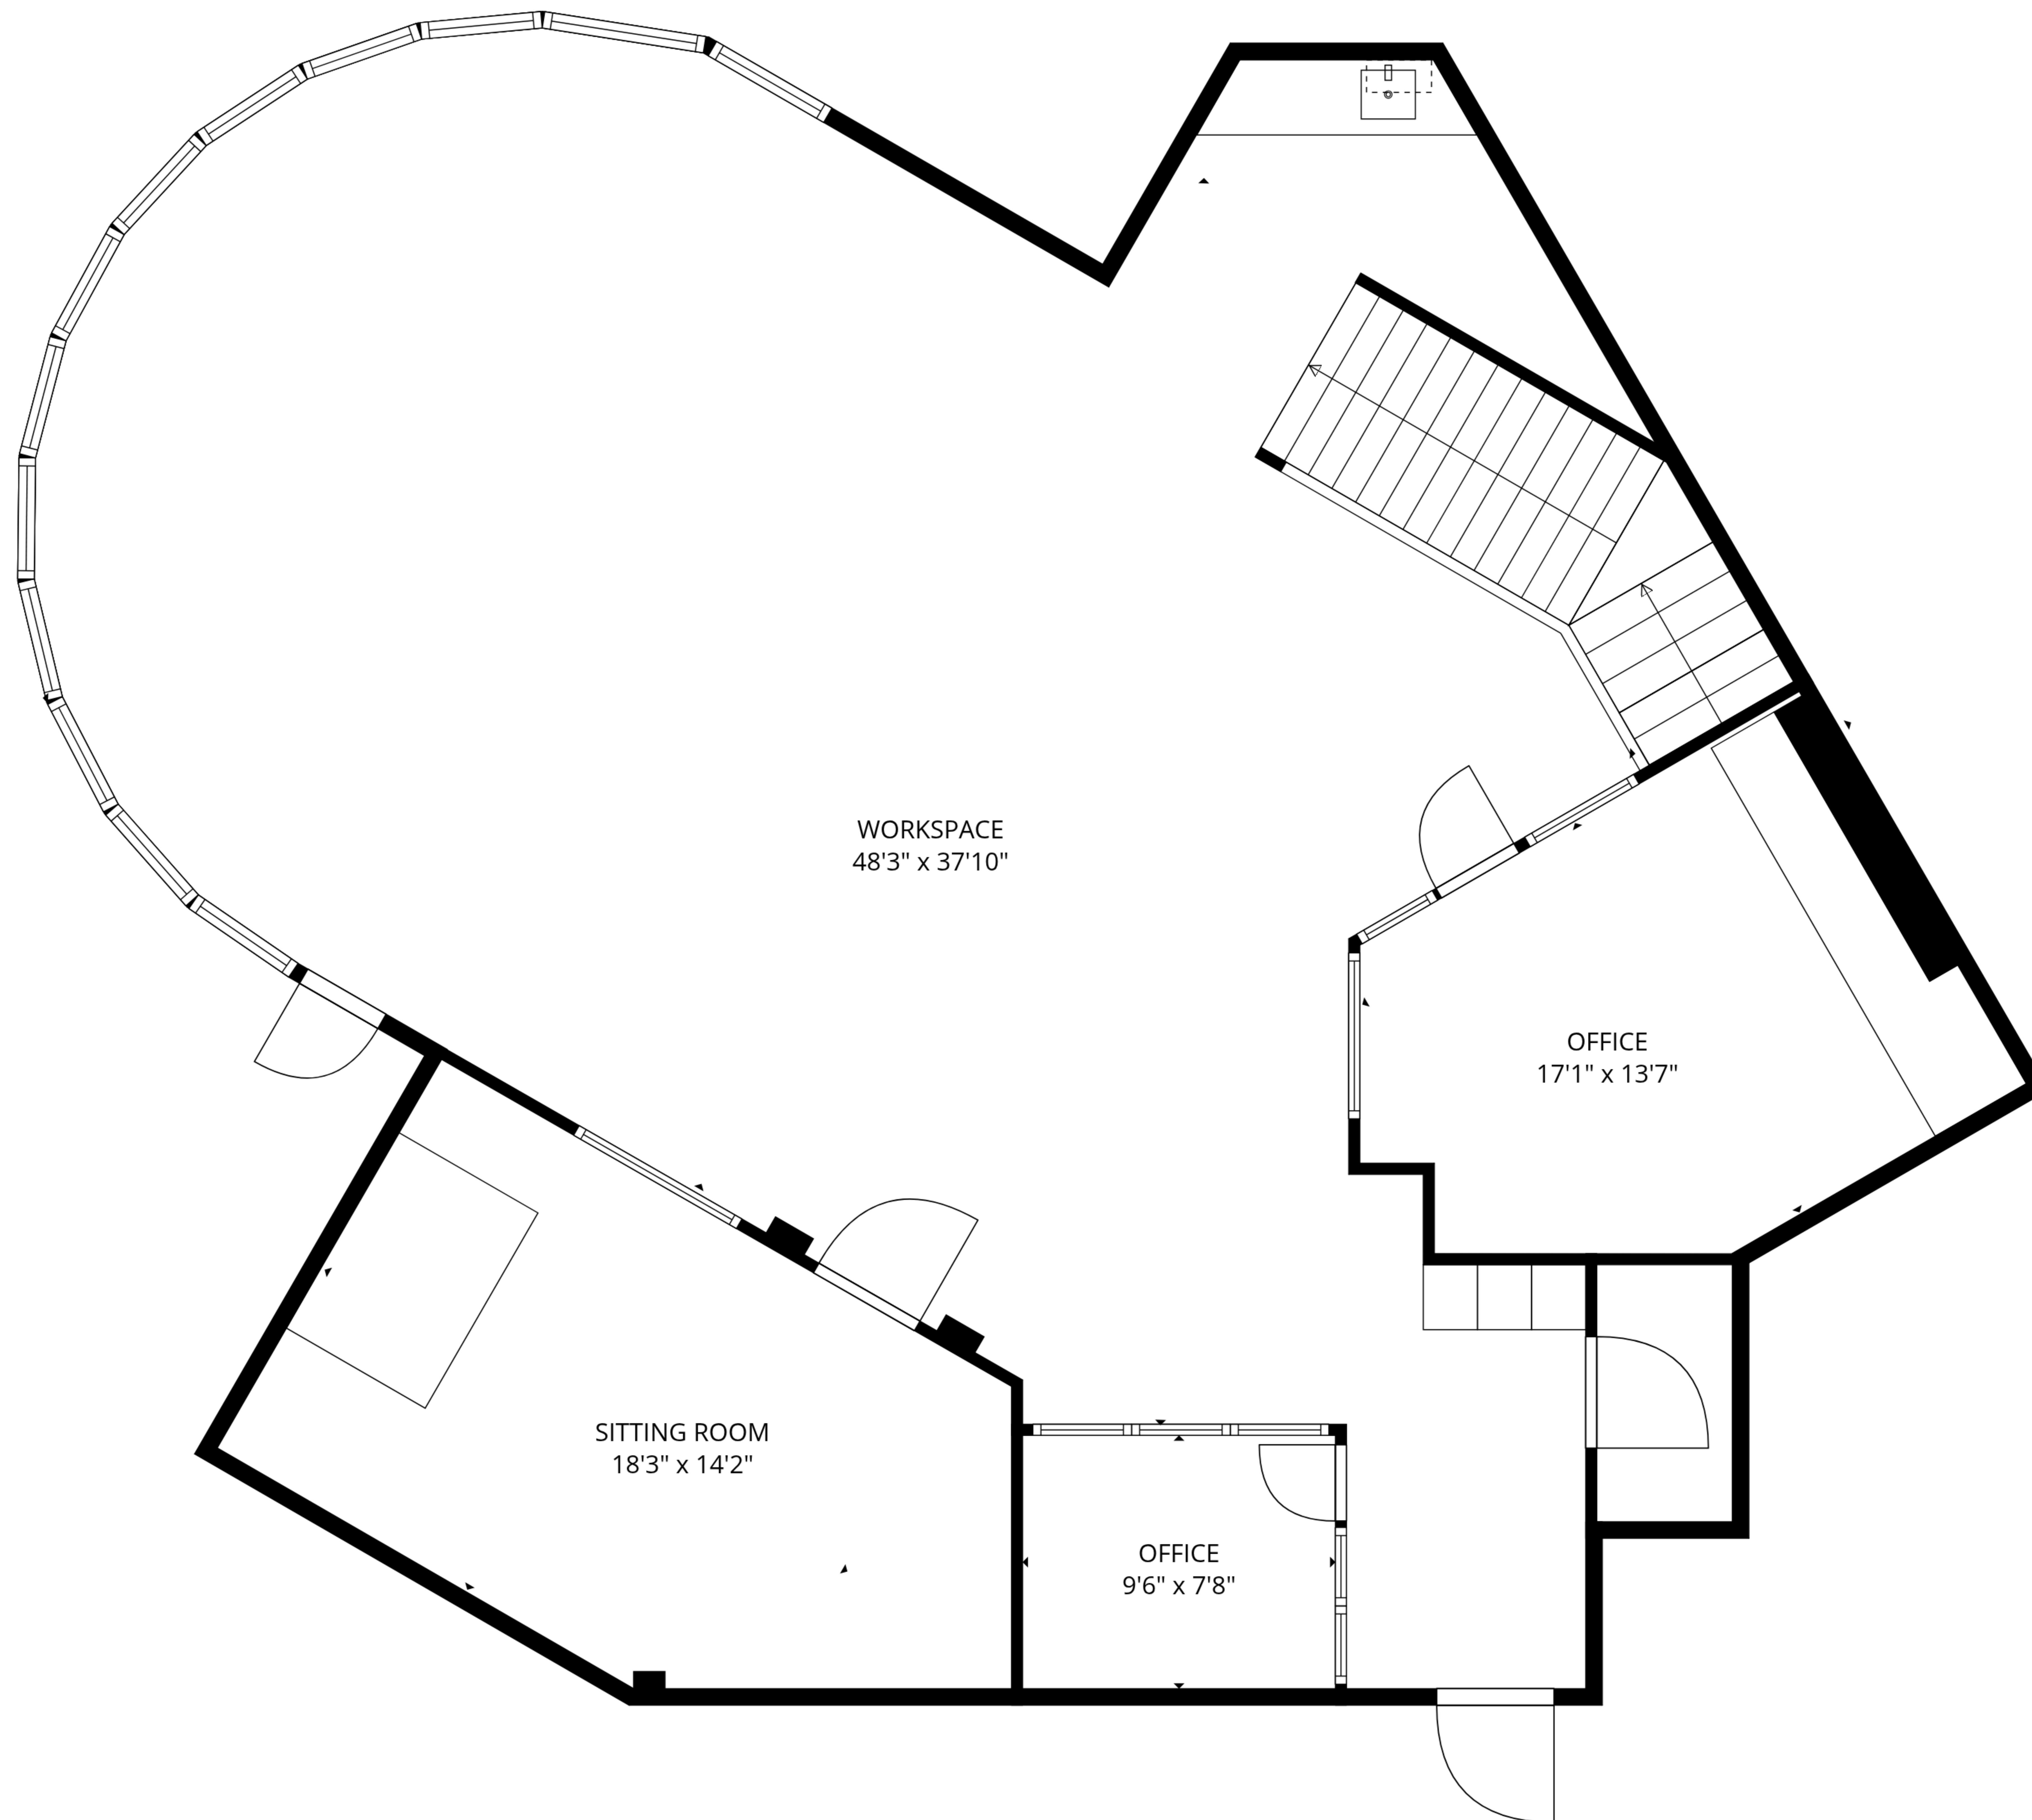 WORKSPACE
48'3" x 37'10"
OFFICE
17'1" x 13'7"
SITTING ROOM
18'3" x 14'2"
OFFICE
9'6" x 7'8"